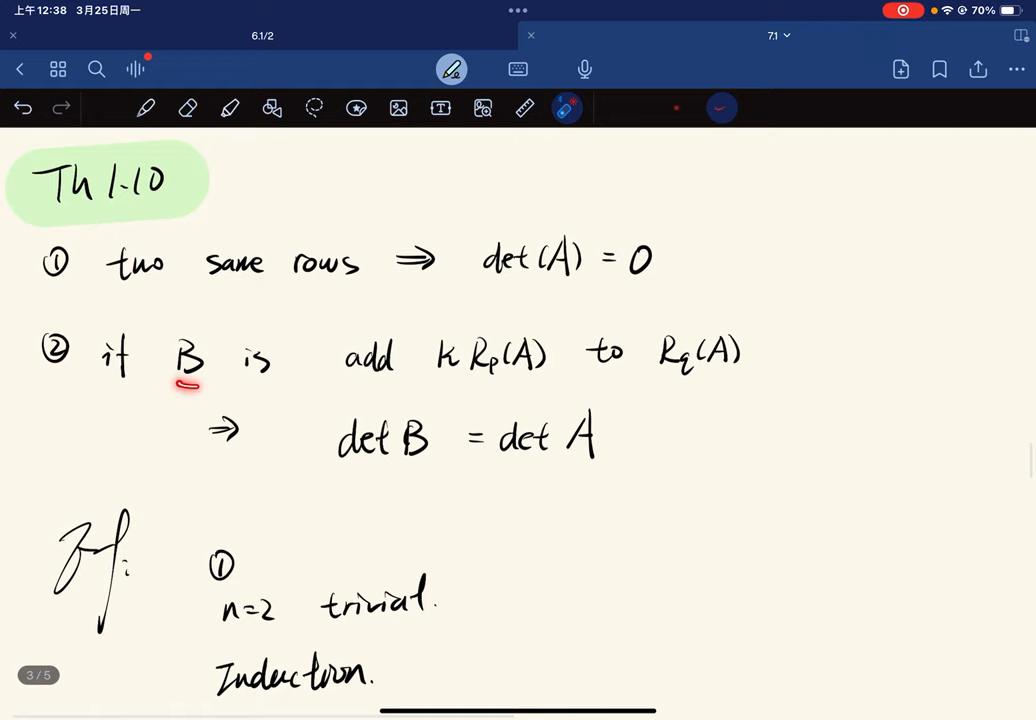 上午12:38 3月25日周一
70%
6.1/2
7.1
Th 1.10
① two same rows ⇒ det(A) = 0
② if B is add k Rp(A) to Rq(A)
⇒ det B = det A
Proof:
①
n=2 trivial.
Induction.
3 / 5